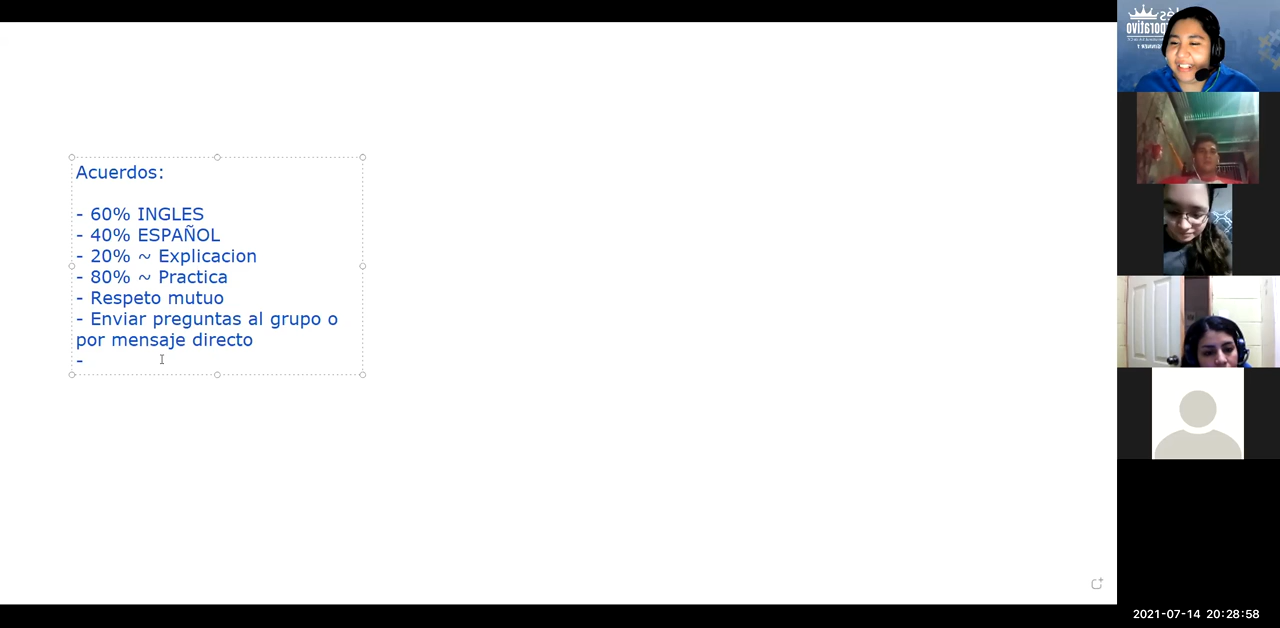 Acuerdos:
- 60% INGLES
- 40% ESPAÑOL
- 20% ~ Explicacion
- 80% ~ Practica
- Respeto mutuo
- Enviar preguntas al grupo o
por mensaje directo
-
2021-07-14 20:28:58